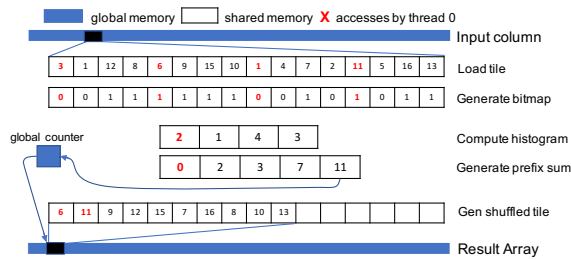 global memory shared memory X accesses by thread 0
Input column
3 1 12 8 6 9 15 10 1 4 7 2 11 5 16 13 Load tile
0 0 1 1 1 1 1 1 0 0 1 0 1 0 1 1 Generate bitmap
global counter 2 1 4 3 Compute histogram
0 2 3 7 11 Generate prefix sum
6 11 9 12 15 7 16 8 10 13 Gen shuffled tile
Result Array